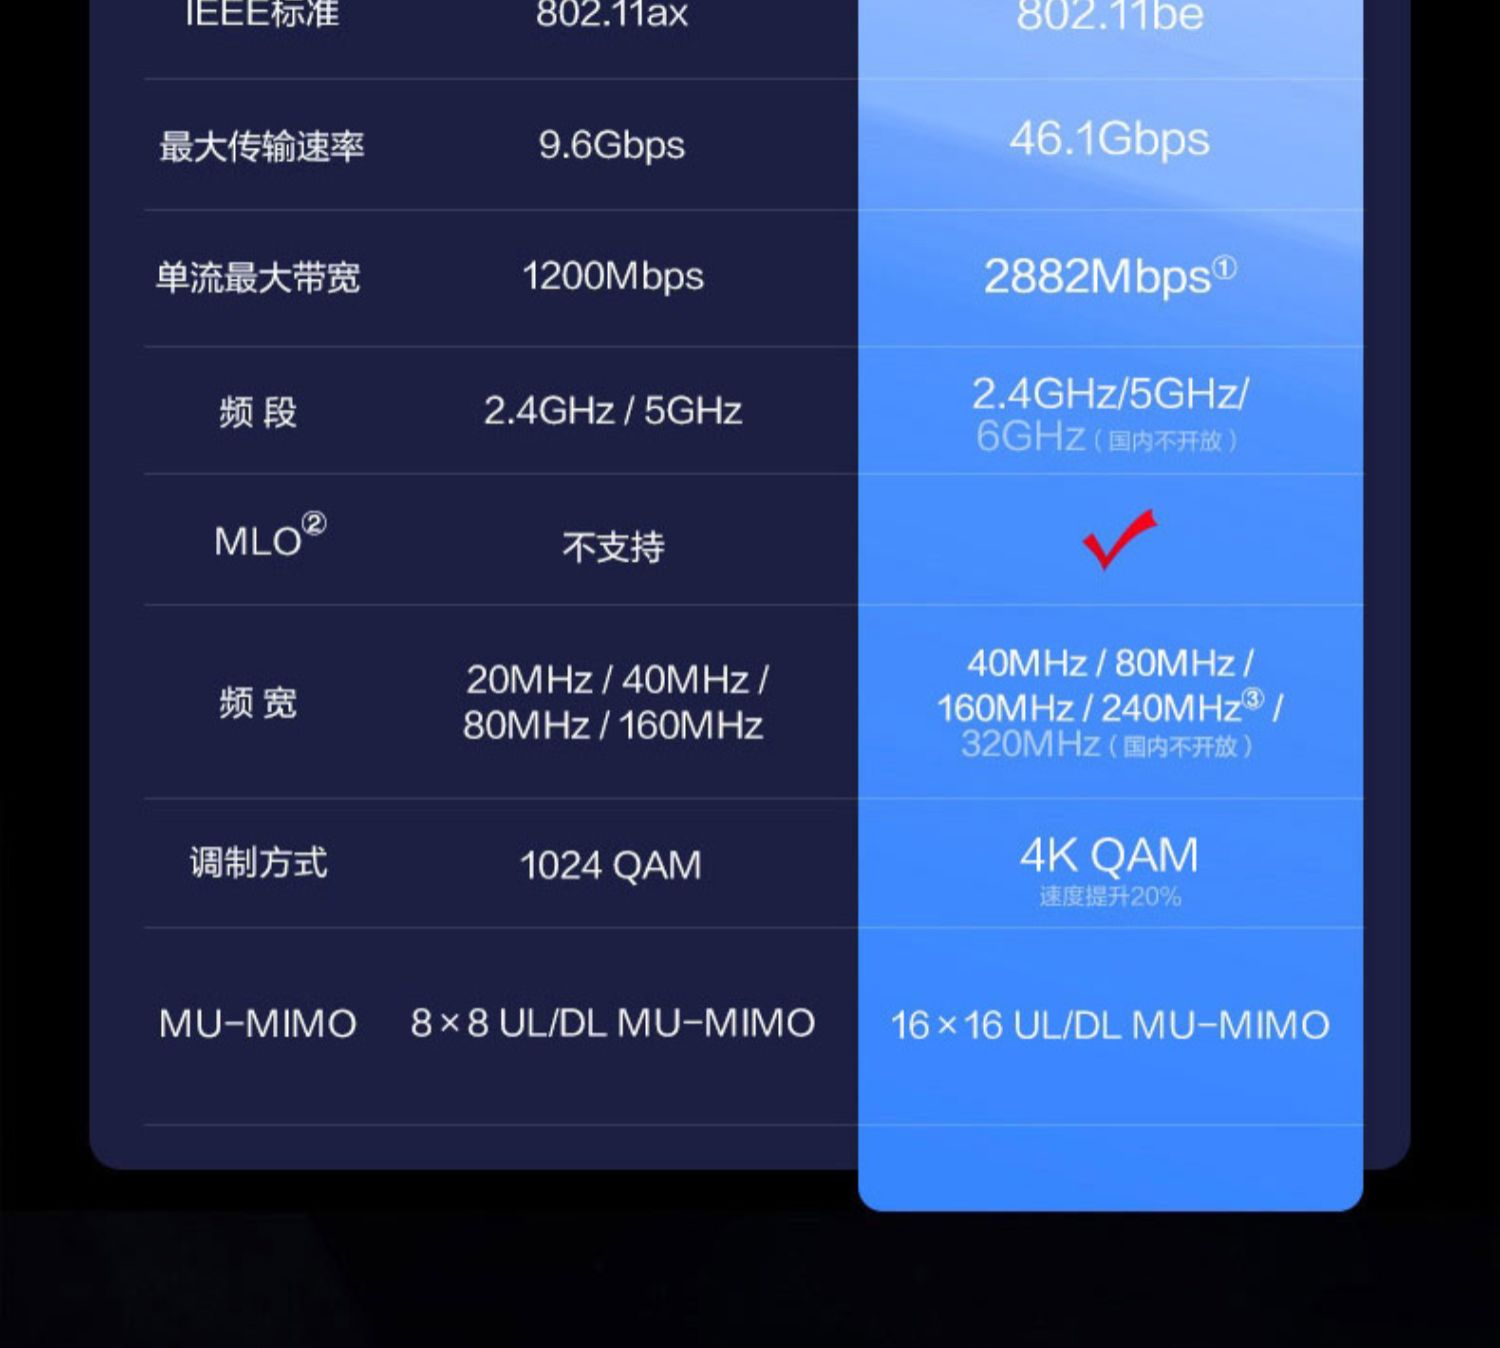 IEEE标准 802.11ax 802.11be
最大传输速率 9.6Gbps 46.1Gbps
单流最大带宽 1200Mbps 2882Mbps①
频 段 2.4GHz / 5GHz 2.4GHz/5GHz/
6GHz（国内不开放）
MLO② 不支持
频 宽 20MHz / 40MHz /
80MHz / 160MHz
40MHz / 80MHz /
160MHz / 240MHz③ /
320MHz（国内不开放）
调制方式 1024 QAM 4K QAM
速度提升20%
MU-MIMO 8×8 UL/DL MU-MIMO 16×16 UL/DL MU-MIMO